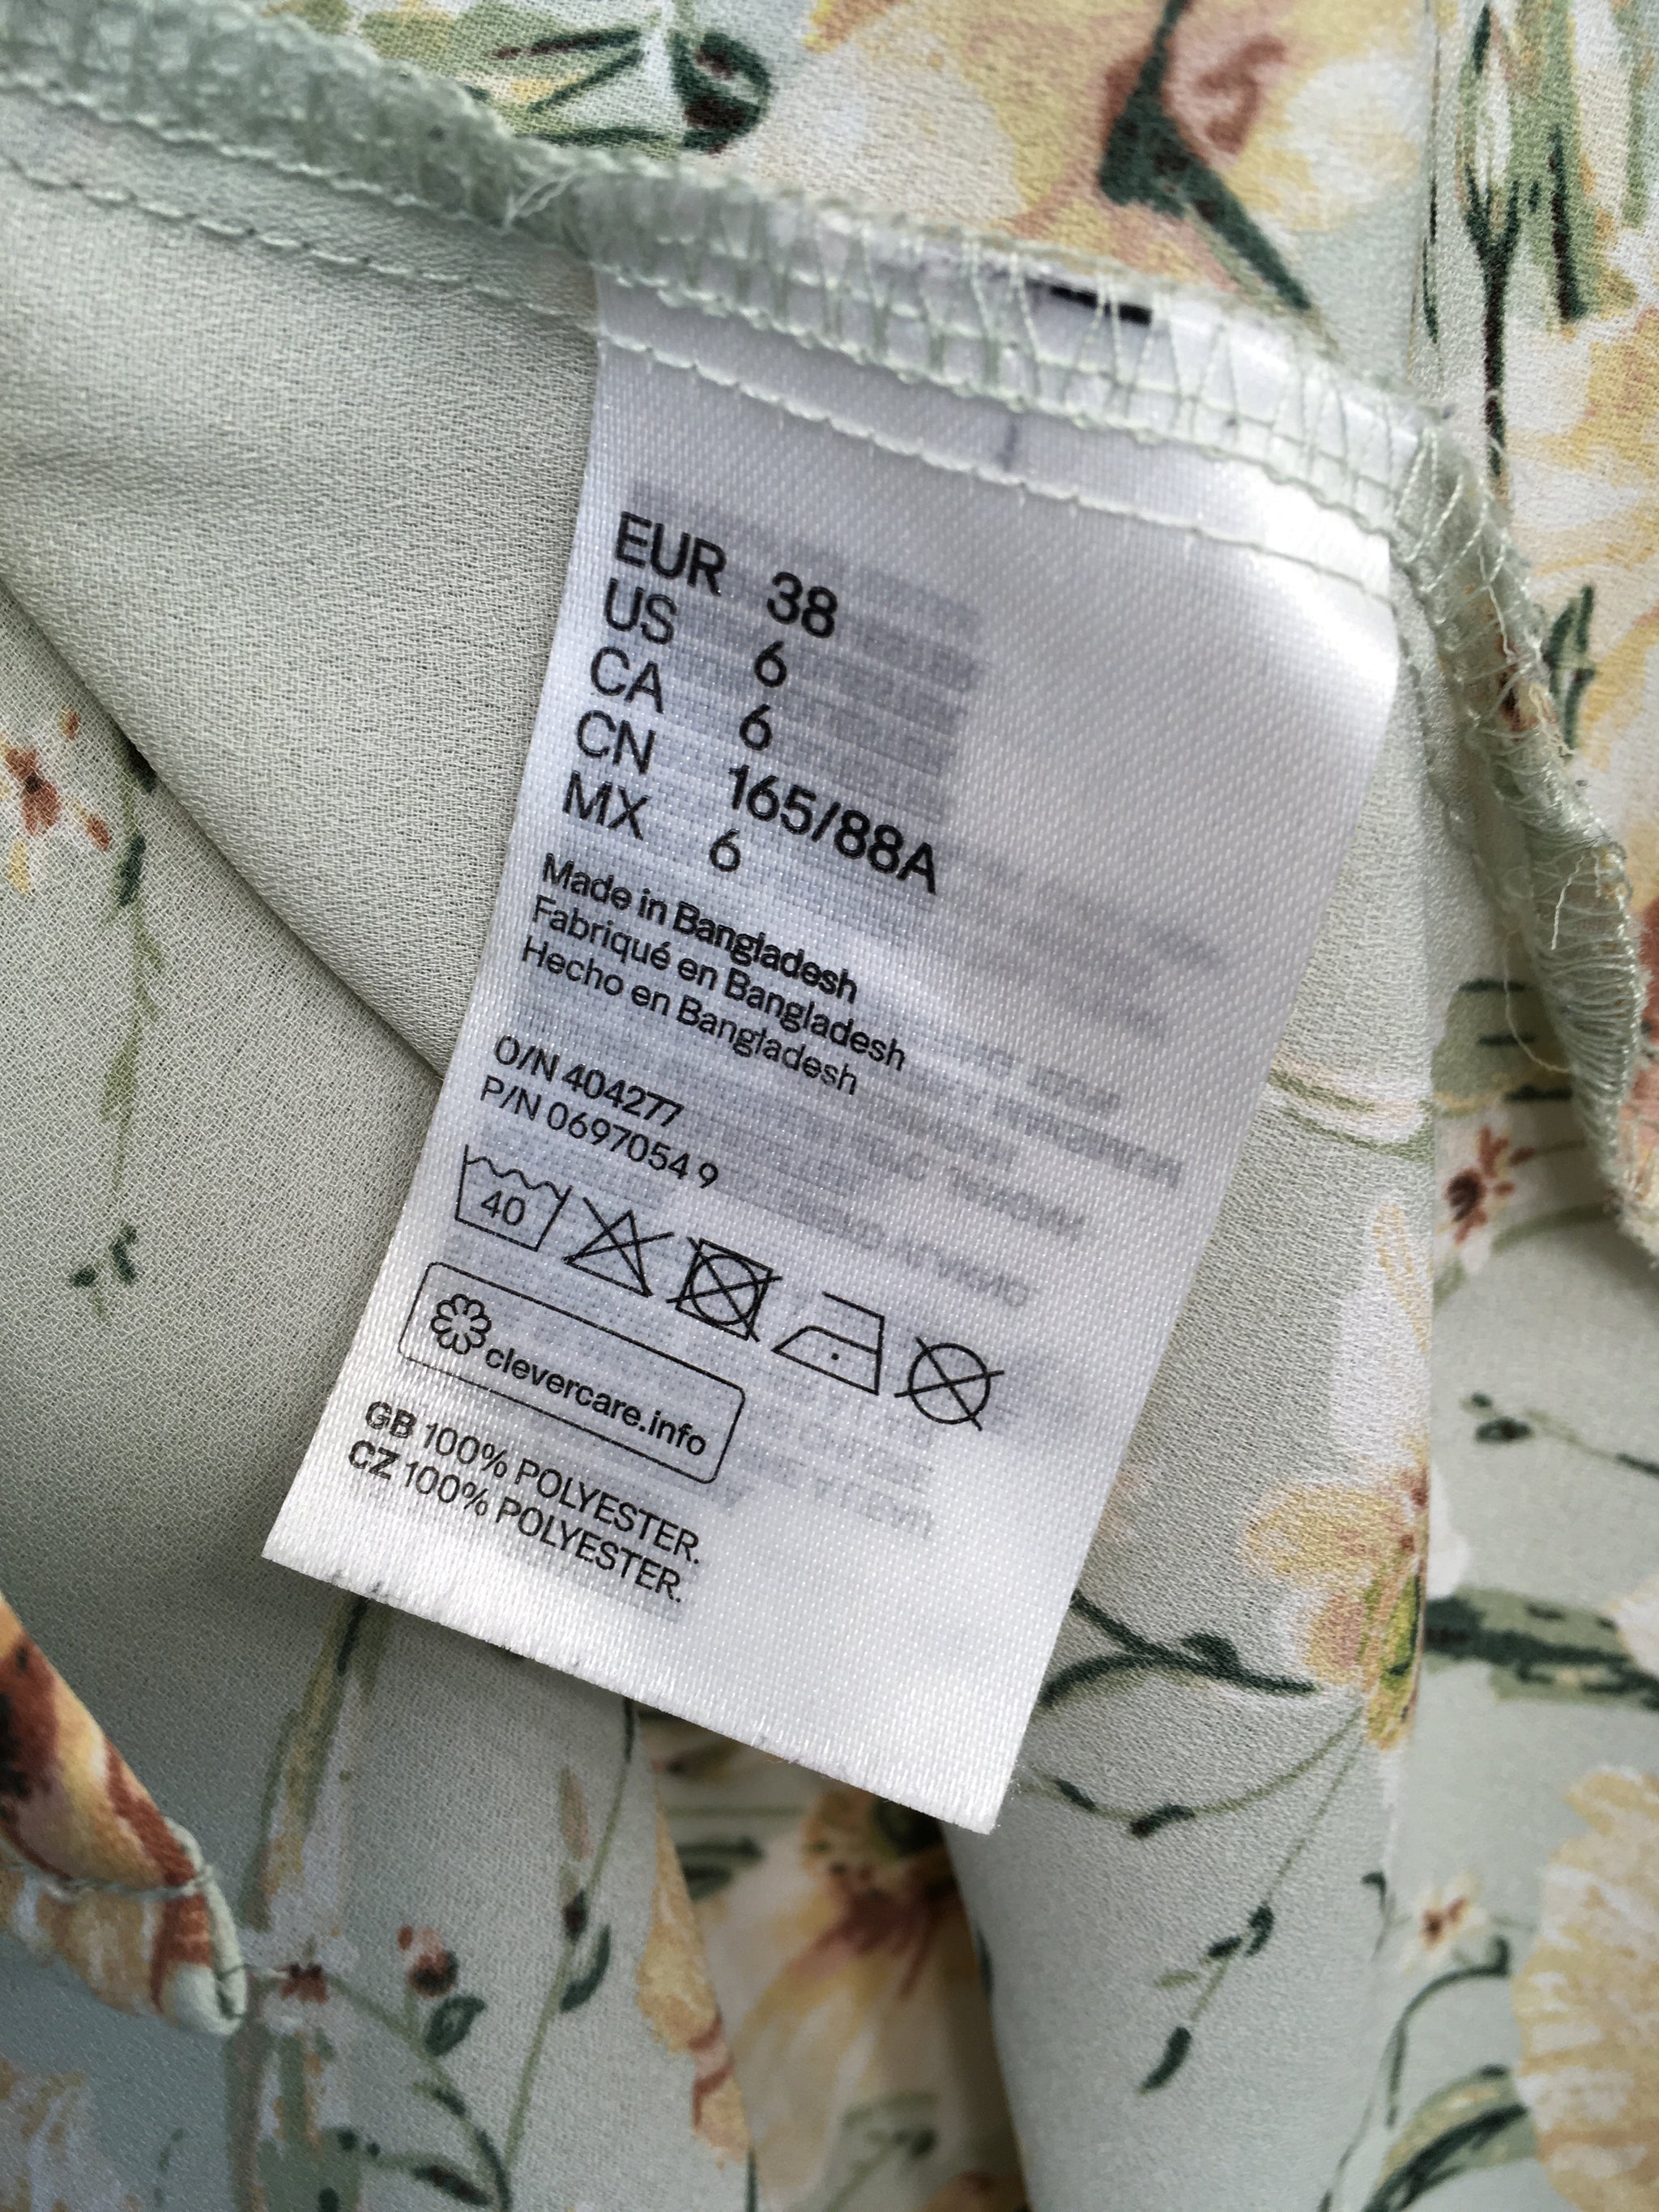 EUR 38
US 6
CA 6
CN 165/88A
MX 6
Made in Bangladesh
Fabriqué en Bangladesh
Hecho en Bangladesh
O/N 404277
P/N 0697054 9
40
clevercare.info
GB 100% POLYESTER.
CZ 100% POLYESTER.